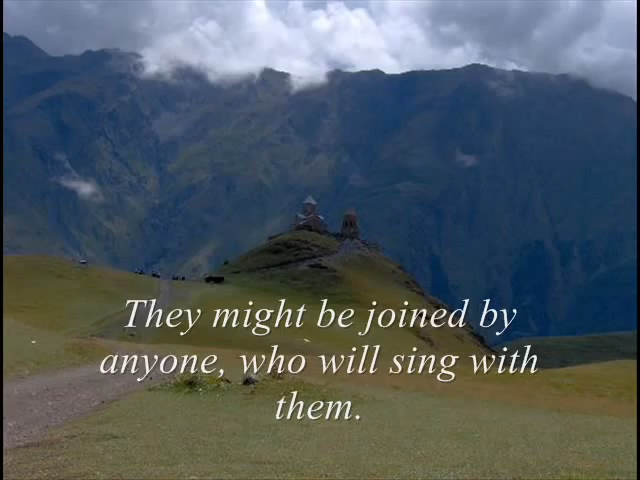 They might be joined by
anyone, who will sing with
them.